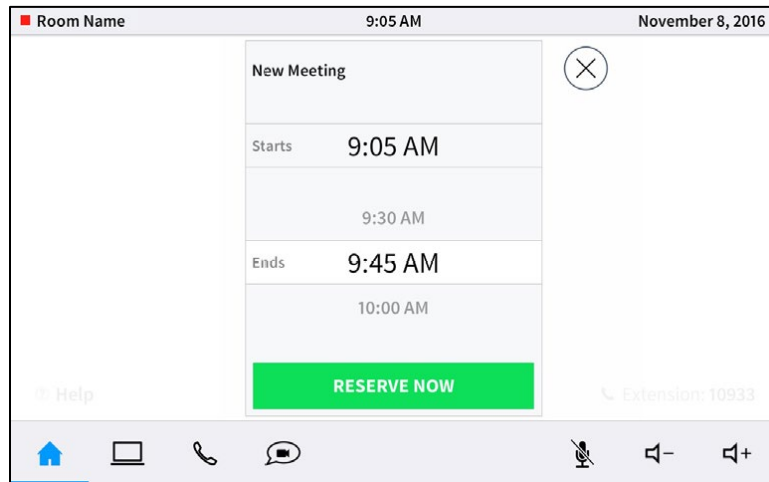 Room Name 9:05 AM November 8, 2016
New Meeting
Starts 9:05 AM
9:30 AM
Ends 9:45 AM
10:00 AM
RESERVE NOW
Help Extension: 10933